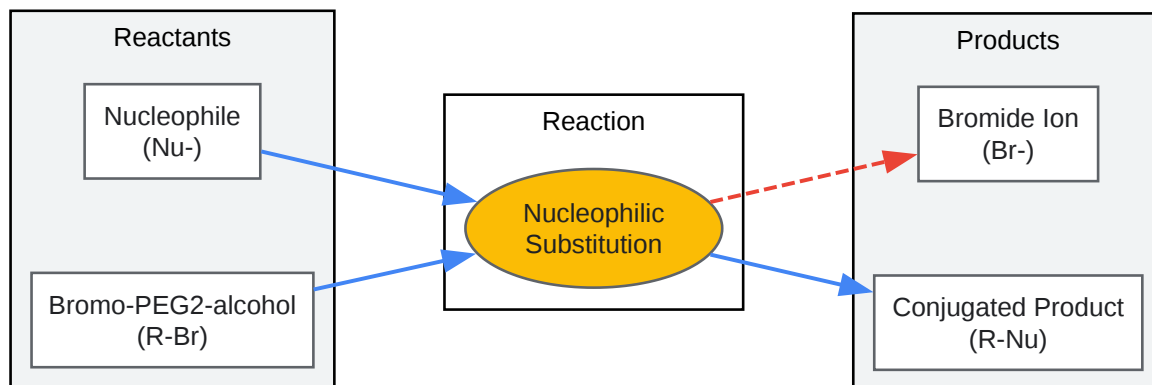 Reactants
Nucleophile
(Nu-)
Bromo-PEG2-alcohol
(R-Br)
Reaction
Nucleophilic
Substitution
Products
Bromide Ion
(Br-)
Conjugated Product
(R-Nu)